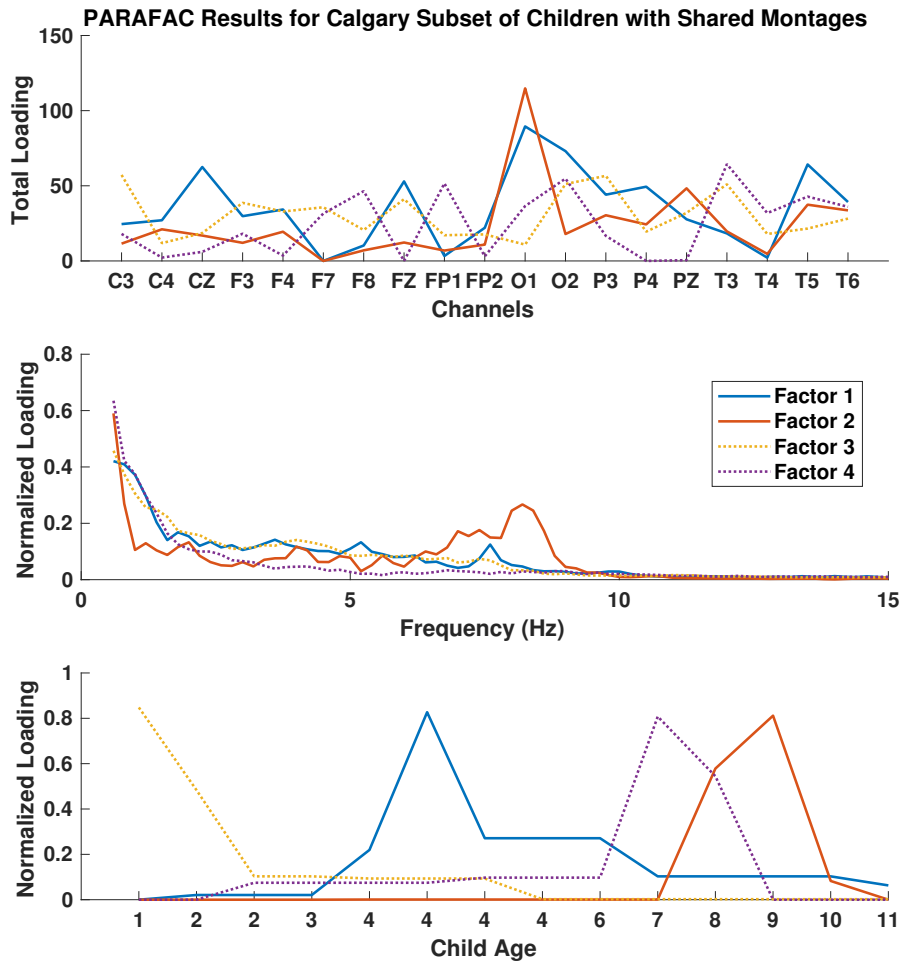 PARAFAC Results for Calgary Subset of Children with Shared Montages
150
100
50
0
Total Loading
C3 C4 CZ F3 F4 F7 F8 FZ FP1 FP2 O1 O2 P3 P4 PZ T3 T4 T5 T6
Channels
0.8
0.6
0.4
0.2
0
Normalized Loading
Factor 1
Factor 2
Factor 3
Factor 4
0 5 10 15
Frequency (Hz)
1
0.8
0.6
0.4
0.2
0
Normalized Loading
1 2 2 3 4 4 4 4 6 7 8 9 10 11
Child Age